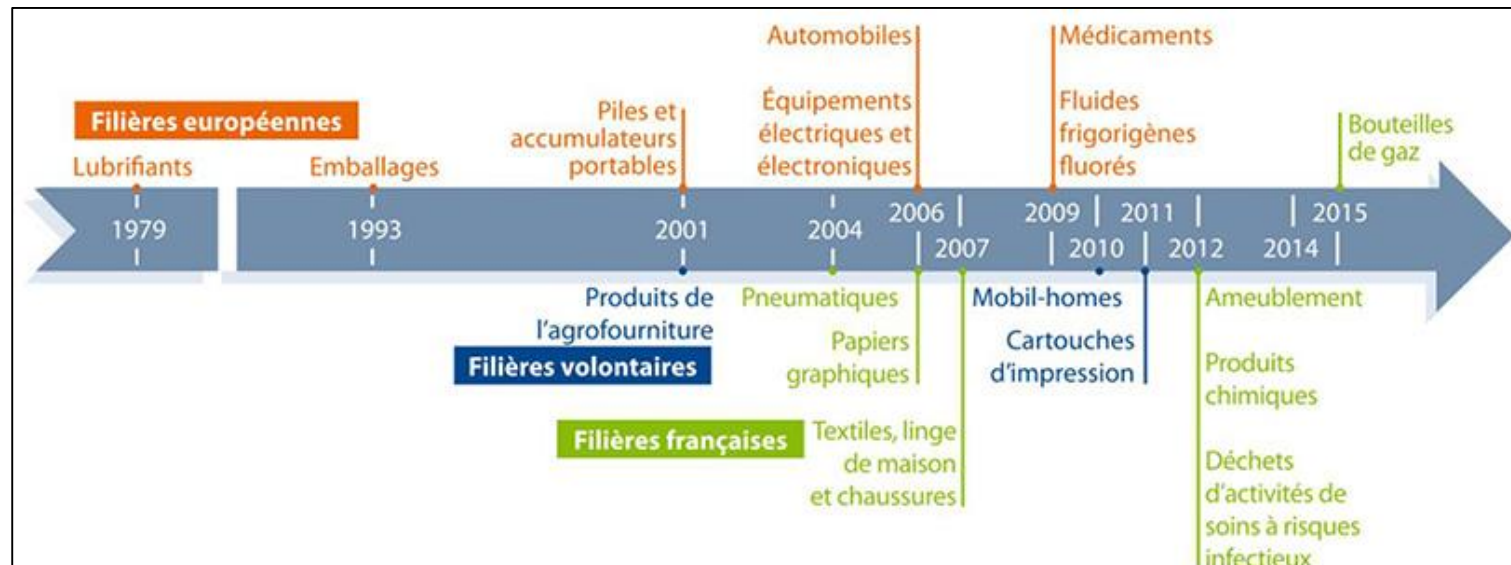 Filières européennes
Lubrifiants
Emballages
Piles et
accumulateurs
portables
Automobiles
Équipements
électriques et
électroniques
Médicaments
Fluides
frigorigènes
fluorés
Bouteilles
de gaz
1979
1993
2001
2004
2006
2007
2009
2010
2011
2012
2014
2015
Produits de
l'agrofourniture
Filières volontaires
Pneumatiques
Papiers
graphiques
Filières françaises
Textiles, linge
de maison
et chaussures
Mobil-homes
Cartouches
d'impression
Ameublement
Produits
chimiques
Déchets
d'activités de
soins à risques
infectieux